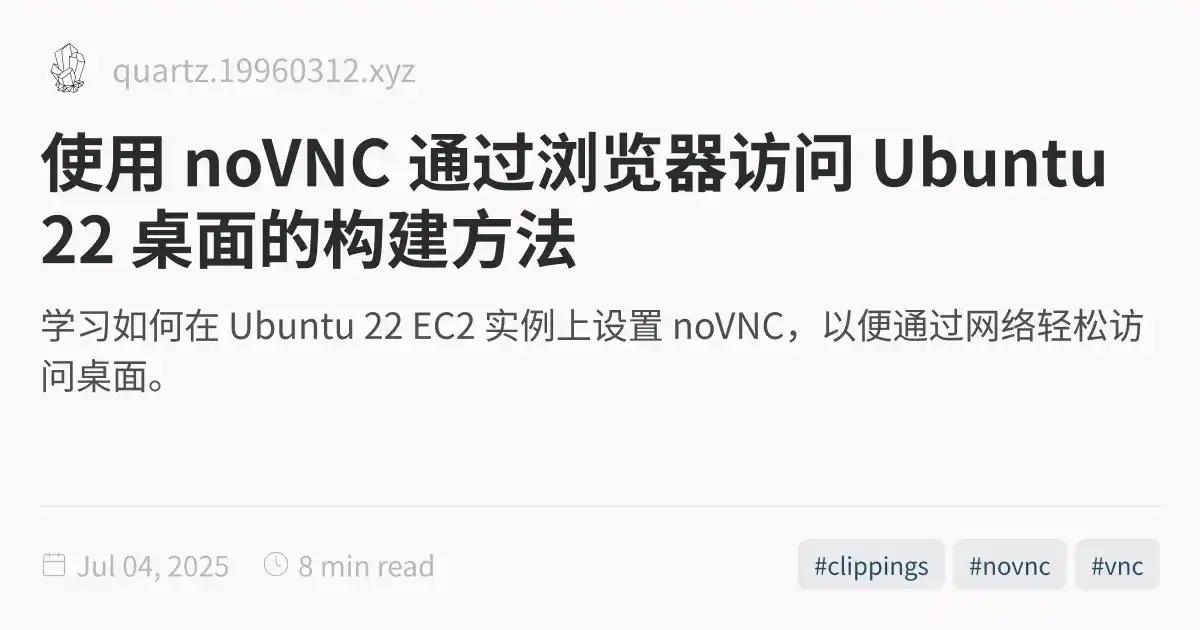 quartz.19960312.xyz
使用 noVNC 通过浏览器访问 Ubuntu
22 桌面的构建方法
学习如何在 Ubuntu 22 EC2 实例上设置 noVNC，以便通过网络轻松访
问桌面。
Jul 04, 2025 8 min read #clippings #novnc #vnc